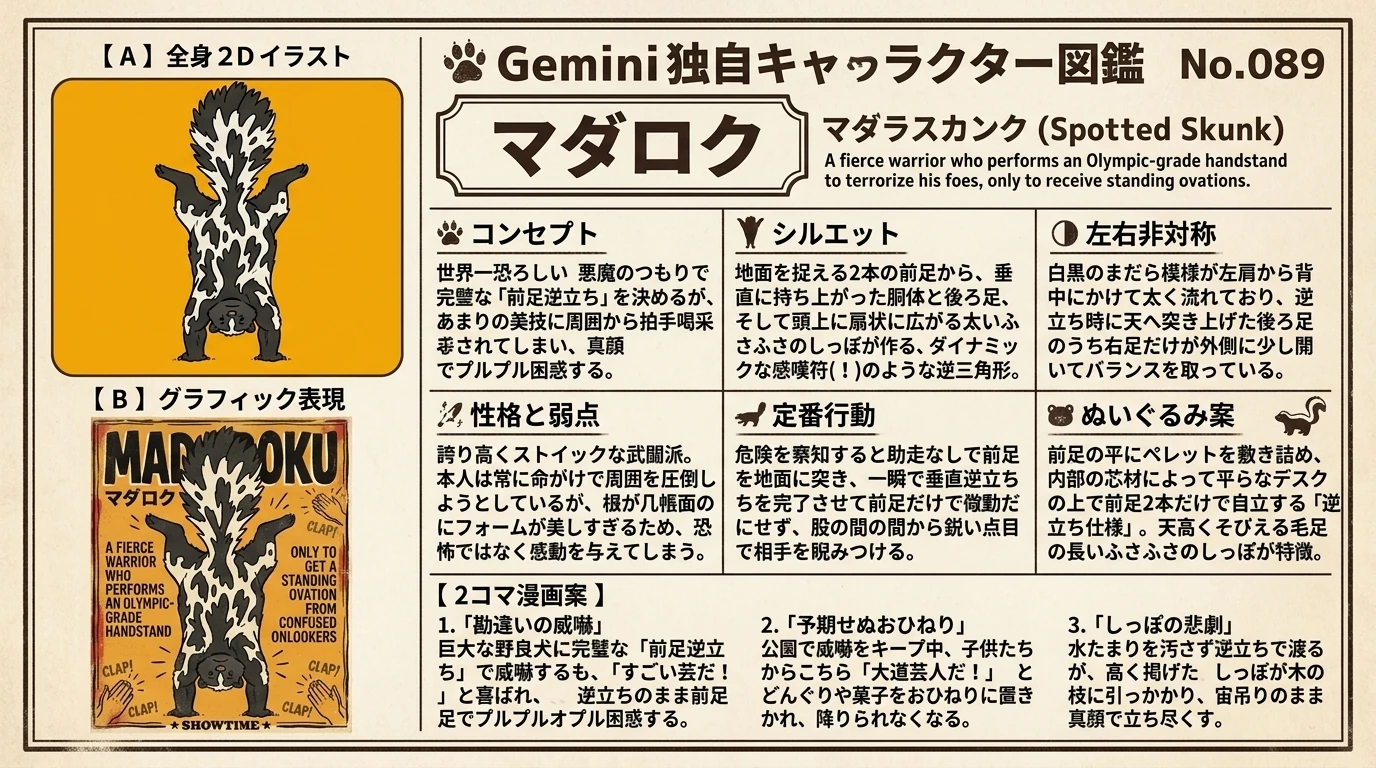 【A】全身2Dイラスト
【B】グラフィック表現
MADOKU
マダロク
A FIERCE
WARRIOR
WHO
PERFORMS
AN OLYMPIC-
GRADE
HANDSTAND
ONLY TO
GET A
STANDING
OVATION
FROM
CONFUSED
ONLOOKERS
CLAP!
CLAP!
CLAP!
CLAP!
CLAP!
★SHOWTIME★
Gemini独自キャラクター図鑑 No.089
マダロク
マダラスカンク (Spotted Skunk)
A fierce warrior who performs an Olympic-grade handstand
to terrorize his foes, only to receive standing ovations.
コンセプト
世界一恐ろしい 悪魔のつもりで
完璧な「前足逆立ち」を決めるが、
あまりの美技に周囲から拍手喝采
されてしまい、真顔
でプルプル困惑する。
シルエット
地面を捉える2本の前足から、垂
直に持ち上がった胴体と後ろ足、
そして頭上に扇状に広がる太いふ
さふさのしっぽが作る、ダイナミッ
クな感嘆符(!)のような逆三角形。
左右非対称
白黒のまだら模様が左肩から背
中にかけて太く流れており、逆
立ち時に天へ突き上げた後ろ足
のうち右足だけが外側に少し開
いてバランスを取っている。
性格と弱点
誇り高くストイックな武闘派。
本人は常に命がけで周囲を圧倒し
ようとしているが、根が几帳面の
にフォームが美しすぎるため、恐
怖ではなく感動を与えてしまう。
定番行動
危険を察知すると助走なしで前足
を地面に突き、一瞬で垂直逆立ち
ちを完了させて前足だけで微動だ
にせず、股の間の間から鋭い点目
で相手を睨みつける。
ぬいぐるみ案
前足の平にペレットを敷き詰め、
内部の芯材によって平らなデスク
の上で前足2本だけで自立する「逆
立ち仕様」。天高くそびえる毛足
の長いふさふさのしっぽが特徴。
【2コマ漫画案】
1.「勘違いの威嚇」
巨大な野良犬に完璧な「前足逆立
ち」で威嚇するも、「すごい芸だ！
」と喜ばれ、 逆立ちのまま前足
足でプルプルオプル困惑する。
2.「予期せぬおひねり」
公園で威嚇をキープ中、子供たち
からこちら「大道芸人だ！」 と
どんぐりや菓子をおひねりに置き
かれ、降りられなくなる。
3.「しっぽの悲劇」
水たまりを汚さず逆立ちで渡る
が、高く掲げた しっぽが木の
枝に引っかかり、宙吊りのまま
真顔で立ち尽くす。